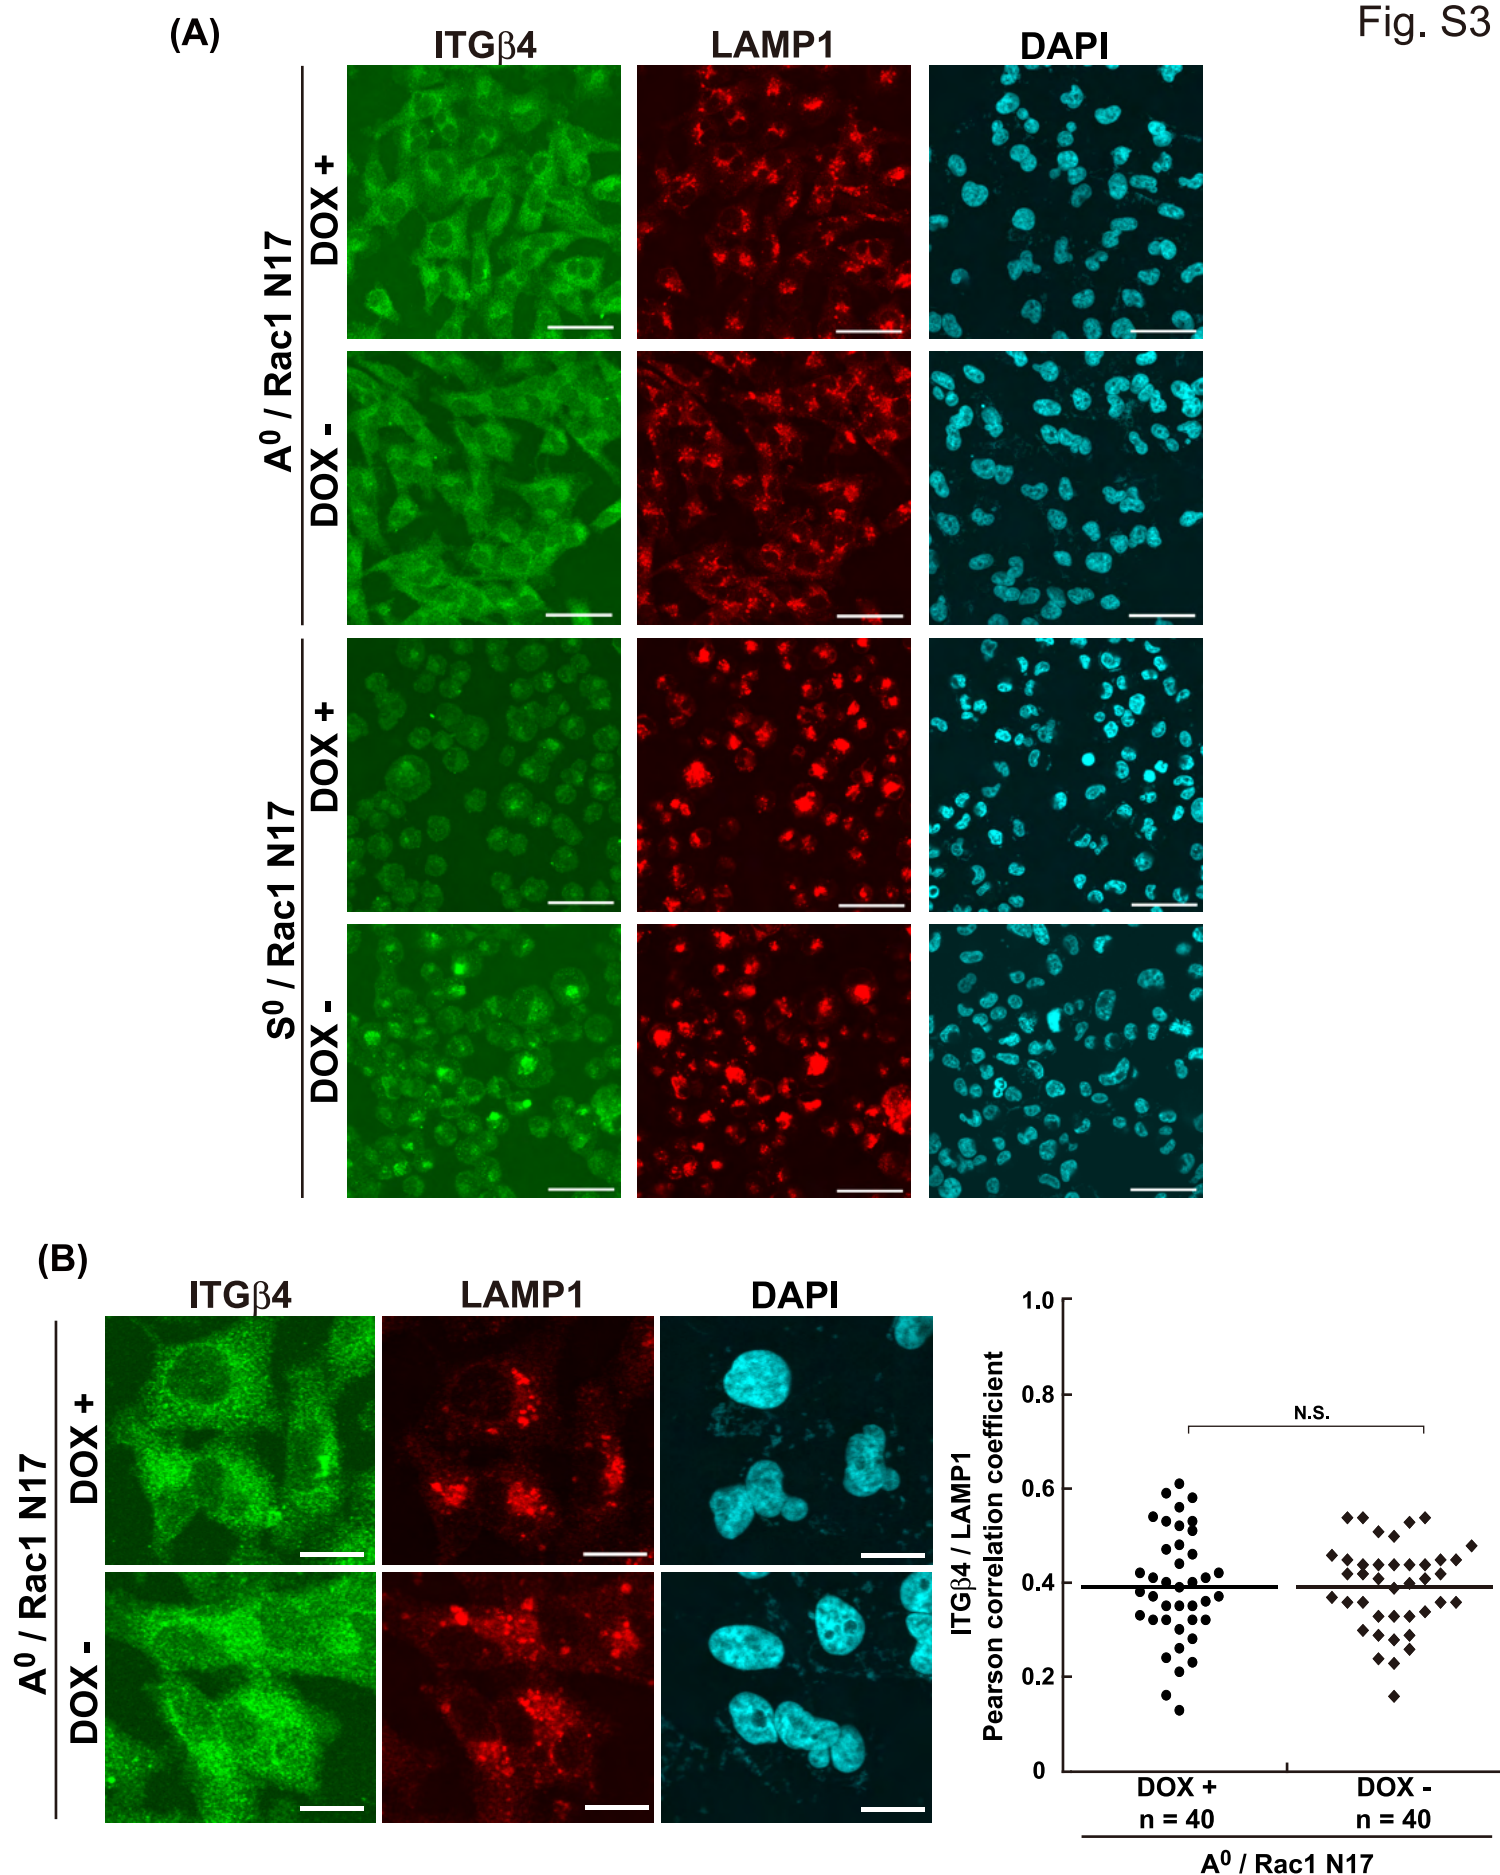 Fig. S3
(A)
ITGβ4 LAMP1 DAPI
A⁰ / Rac1 N17
DOX +
DOX -
S⁰ / Rac1 N17
DOX +
DOX -
(B)
ITGβ4 LAMP1 DAPI
A⁰ / Rac1 N17
DOX +
DOX -
ITGβ4 / LAMP1
Pearson correlation coefficient
1.0
0.8
0.6
0.4
0.2
0
N.S.
DOX + DOX -
n = 40 n = 40
A⁰ / Rac1 N17